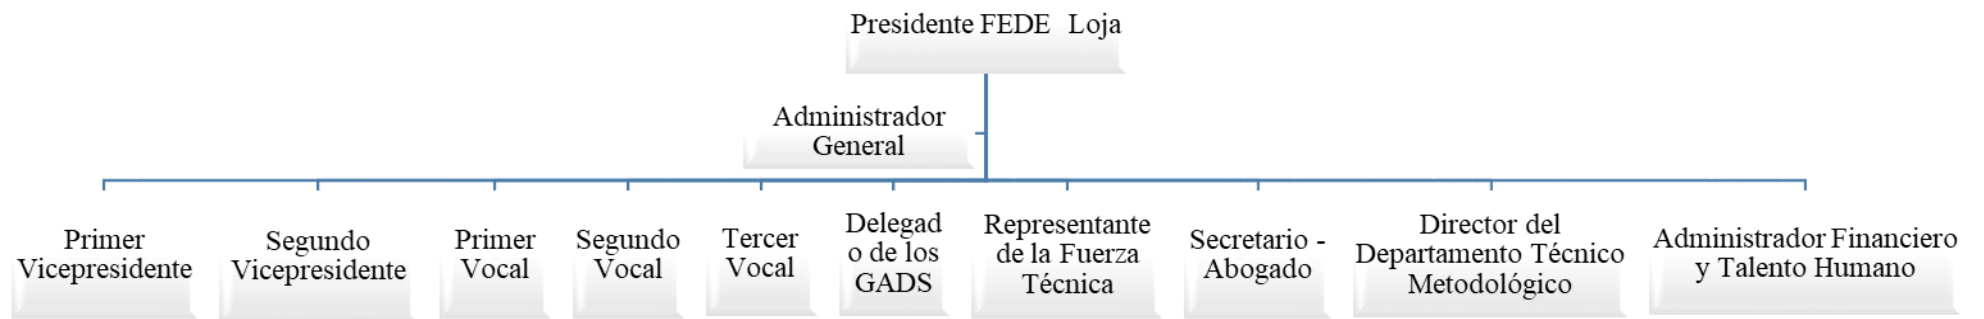 Presidente FEDE Loja
Administrador
General
Primer
Vicepresidente
Segundo
Vicepresidente
Primer
Vocal
Segundo
Vocal
Tercer
Vocal
Delegad
o de los
GADS
Representante
de la Fuerza
Técnica
Secretario -
Abogado
Director del
Departamento Técnico
Metodológico
Administrador Financiero
y Talento Humano